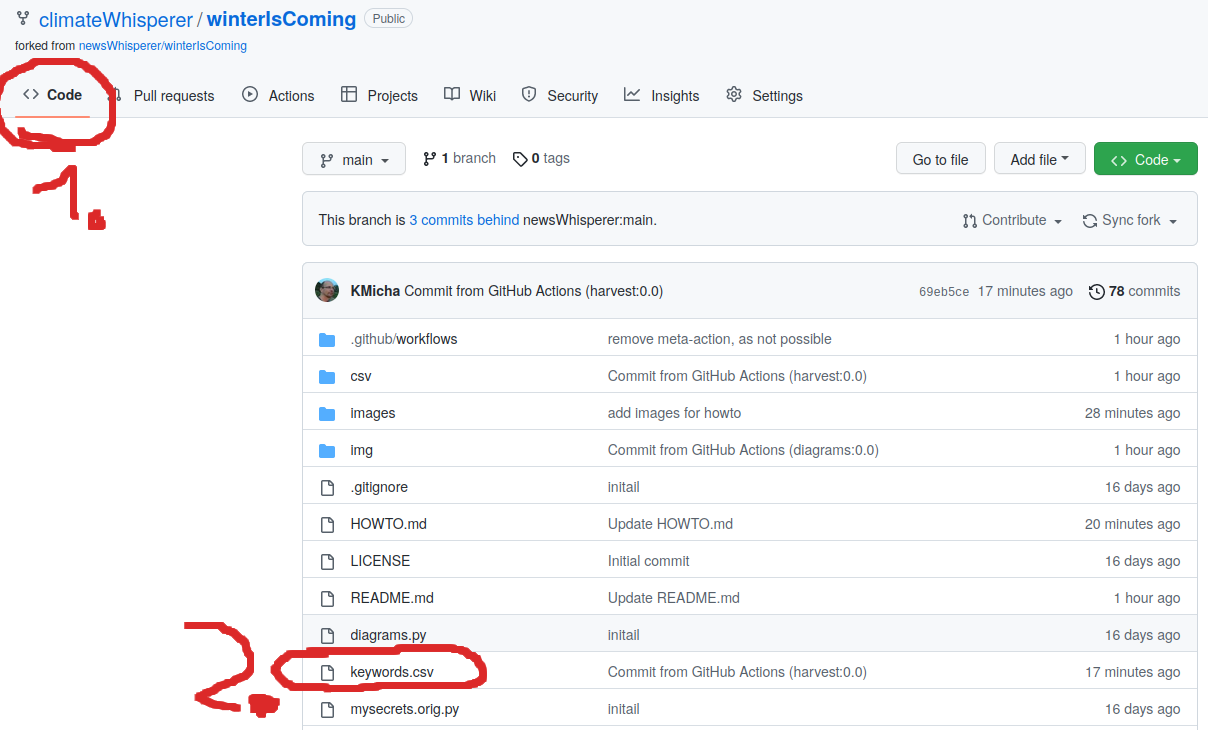 climateWhisperer / winterIsComing Public
forked from newsWhisperer/winterIsComing
Code Pull requests Actions Projects Wiki Security Insights Settings
1.
main 1 branch 0 tags Go to file Add file Code
This branch is 3 commits behind newsWhisperer:main. Contribute Sync fork
KMicha Commit from GitHub Actions (harvest:0.0) 69eb5ce 17 minutes ago 78 commits
.github/workflows remove meta-action, as not possible 1 hour ago
csv Commit from GitHub Actions (harvest:0.0) 1 hour ago
images add images for howto 28 minutes ago
img Commit from GitHub Actions (diagrams:0.0) 1 hour ago
.gitignore initail 16 days ago
HOWTO.md Update HOWTO.md 20 minutes ago
LICENSE Initial commit 16 days ago
README.md Update README.md 1 hour ago
diagrams.py initail 16 days ago
2.
keywords.csv Commit from GitHub Actions (harvest:0.0) 17 minutes ago
mysecrets.orig.py initail 16 days ago